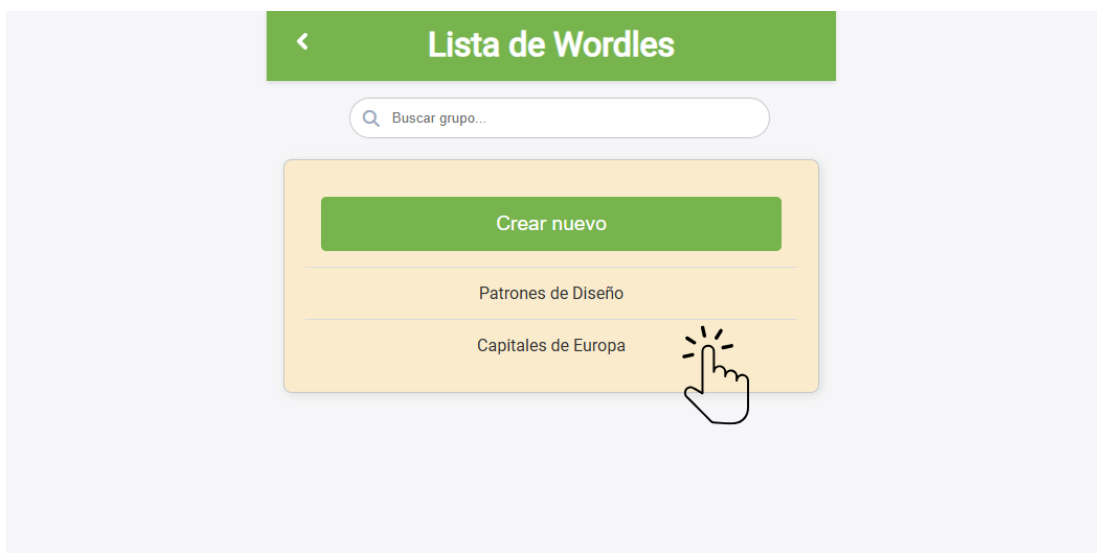 Lista de Wordles
Buscar grupo...
Crear nuevo
Patrones de Diseño
Capitales de Europa